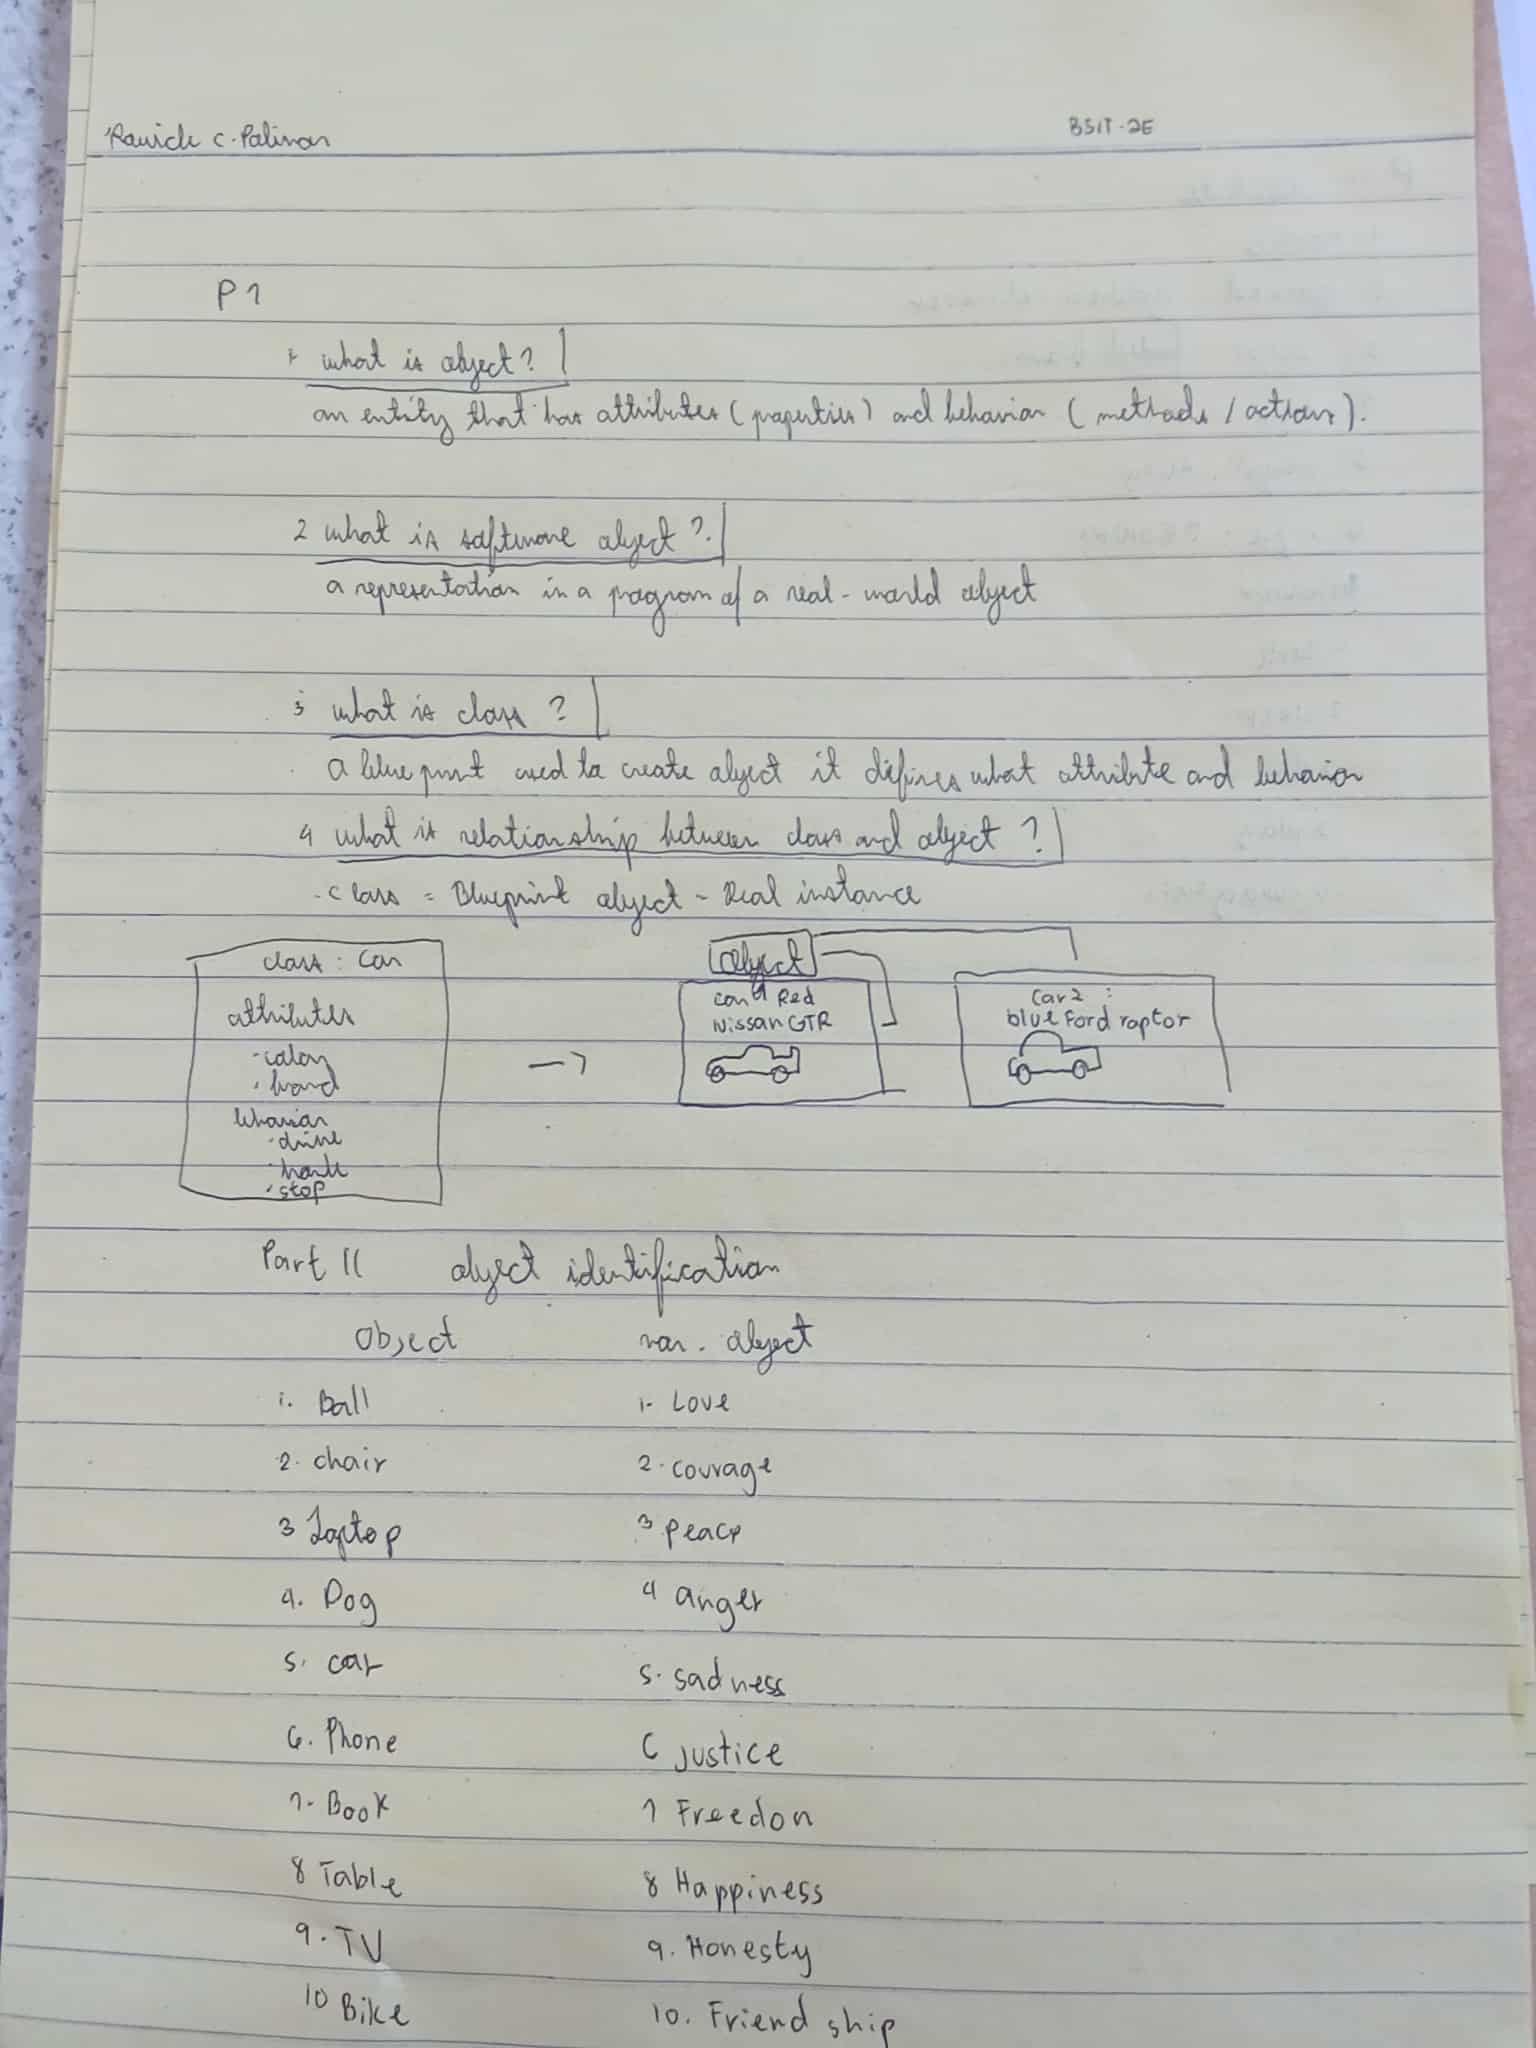 C. Palinar
BSIT-2E
P1
1 what is object?
an entity that has attributes (properties) and behavior (methods / actions).
2 what is software object?
a representation in a program of a real-world object
3 what is class?
a blue print used to create object it defines what attribute and behavior
4 what is relationship between class and object?
- class = Blueprint object - Real instance
class : Car
attributes
- color
- brand
behavior
- drive
- honk
- stop
->
object
car 1 Red
Nissan GTR
Car 2 :
blue Ford raptor
Part II object identification
Object
1. Ball
2. chair
3 Laptop
4. Dog
5. car
6. Phone
7- Book
8 Table
9. TV
10 Bike
non. object
1- Love
2. courage
3 peace
4 anger
5. sadness
6 justice
7 Freedon
8 Happiness
9. Honesty
10. Friend ship